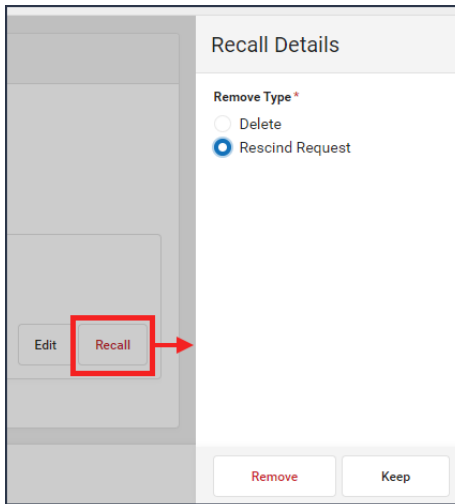 Recall Details
Remove Type *
Delete
Rescind Request
Edit
Recall
Remove
Keep